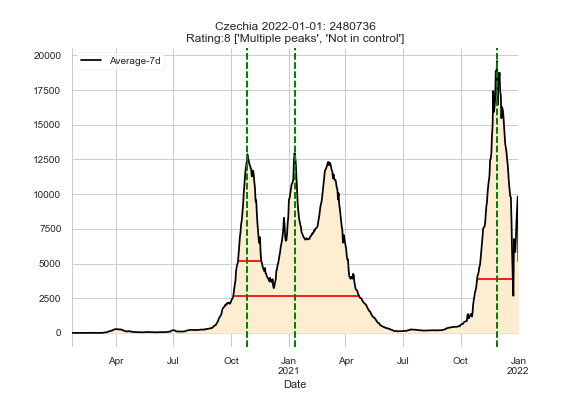 Czechia 2022-01-01: 2480736
Rating:8 ['Multiple peaks', 'Not in control']
Average-7d
20000
17500
15000
12500
10000
7500
5000
2500
0
Apr Jul Oct Jan Apr Jul Oct Jan
2021 2022
Date